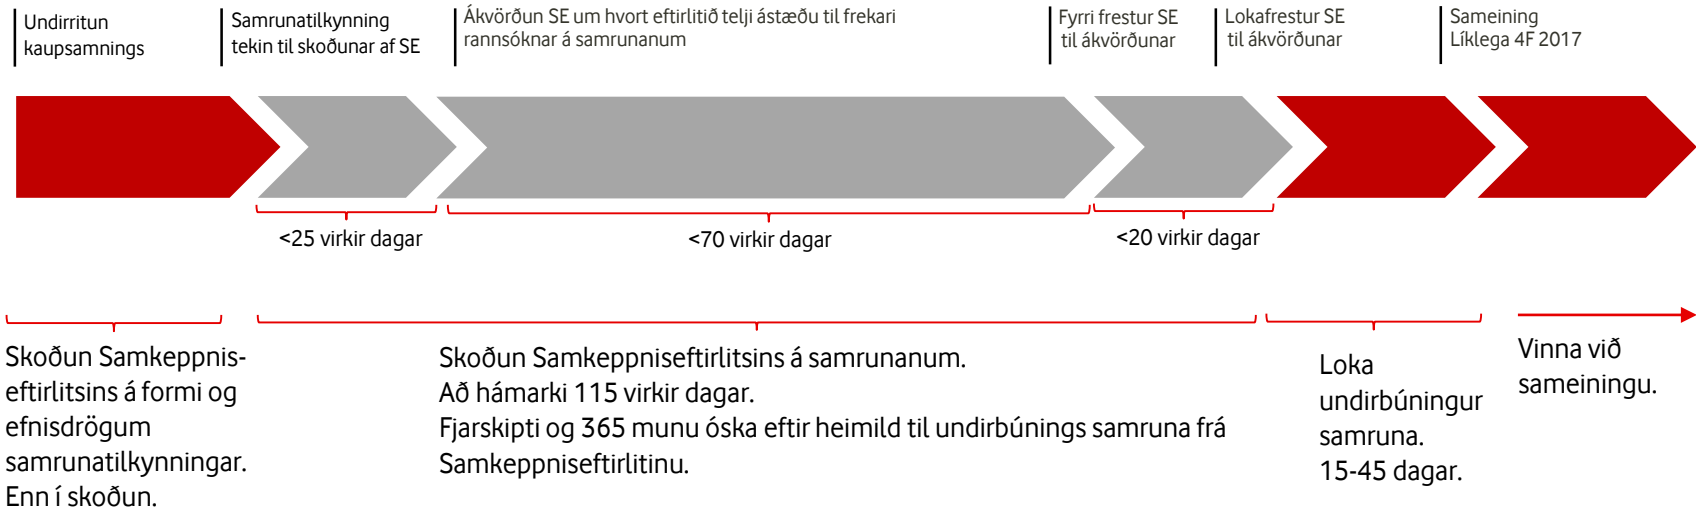 Undirritun
kaupsamnings
Samrunatilkynning
tekin til skoðunar af SE
Ákvörðun SE um hvort eftirlitið telji ástæðu til frekari
rannsóknar á samrunanum
Fyrri frestur SE
til ákvörðunar
Lokafrestur SE
til ákvörðunar
Sameining
Líklega 4F 2017
<25 virkir dagar
<70 virkir dagar
<20 virkir dagar
Skoðun Samkeppnis-
eftirlitsins á formi og
efnisdrögum
samrunatilkynningar.
Enn í skoðun.
Skoðun Samkeppniseftirlitsins á samrunanum.
Að hámarki 115 virkir dagar.
Fjarskipti og 365 munu óska eftir heimild til undirbúnings samruna frá
Samkeppniseftirlitinu.
Loka
undirbúningur
samruna.
15-45 dagar.
Vinna við
sameiningu.